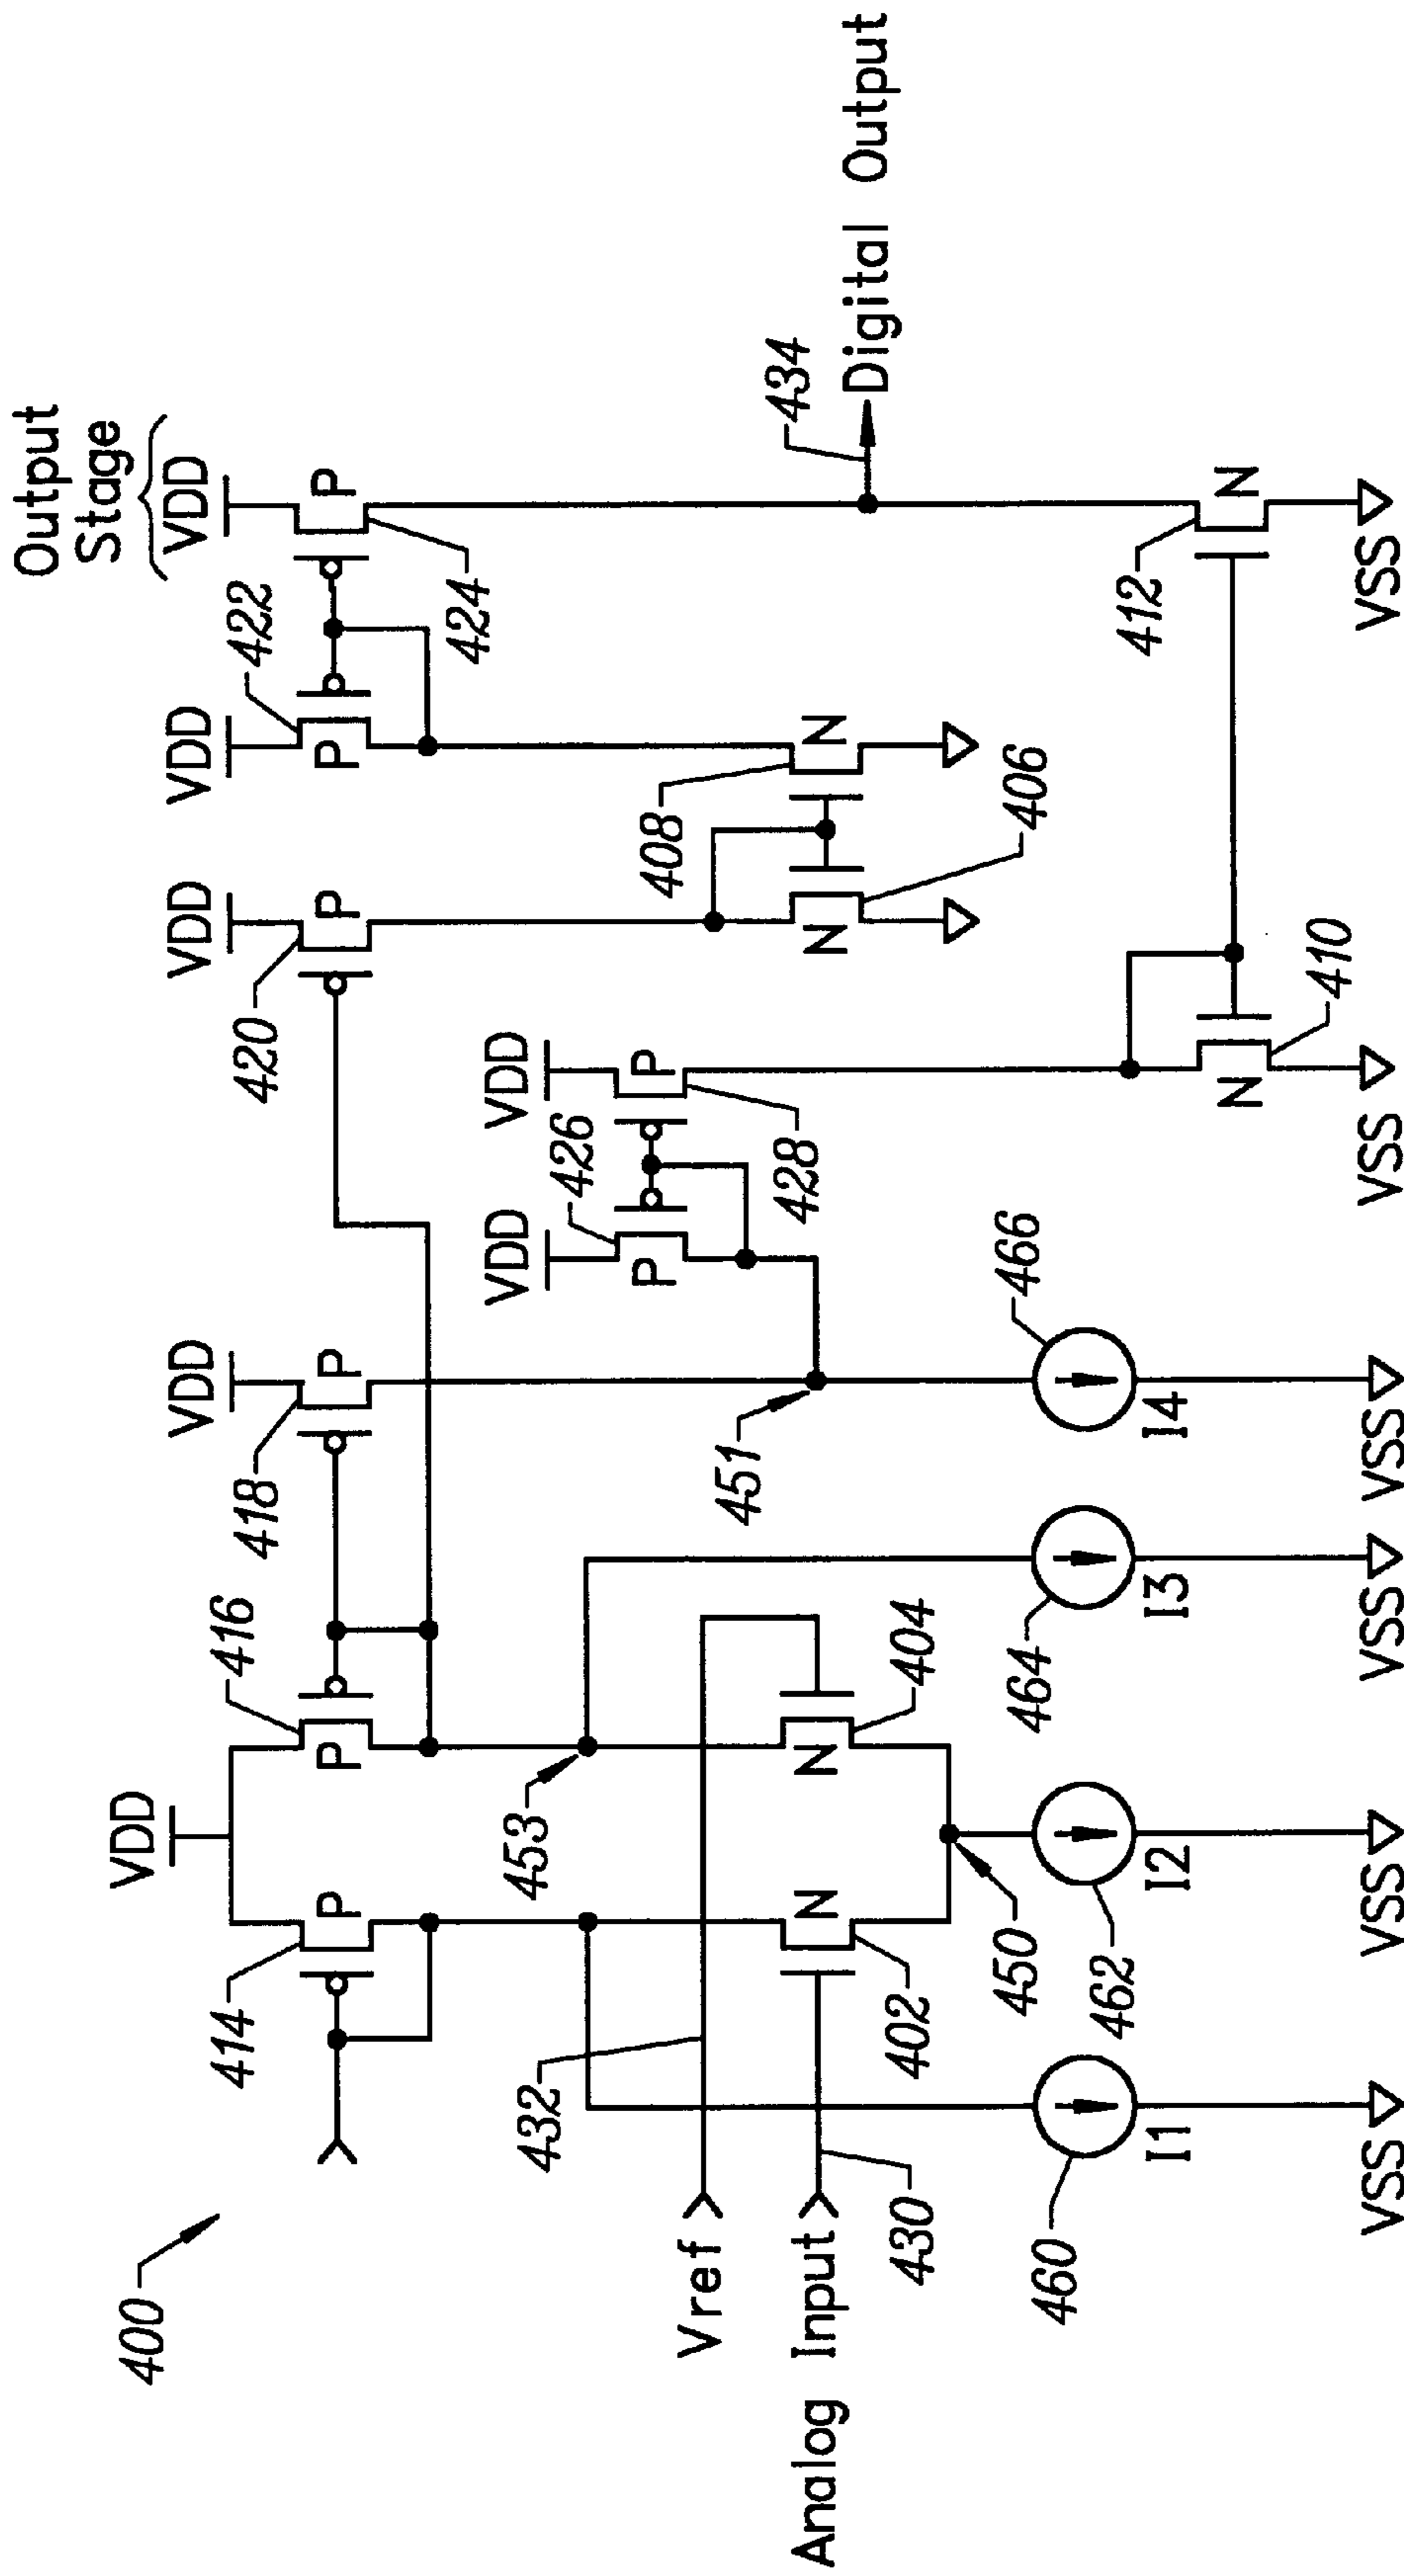 400
Output
Stage
VDD
VDD
VDD
VDD
VDD
414
P
416
P
418
P
420
P
422
P
424
P
VDD
VDD
426
P
428
P
453
432
451
434
Vref
Analog Input
430
402
N
404
N
450
408
N
406
N
Digital Output
460
I1
462
I2
464
I3
466
I4
410
N
412
N
VSS
VSS
VSS
VSS
VSS
VSS